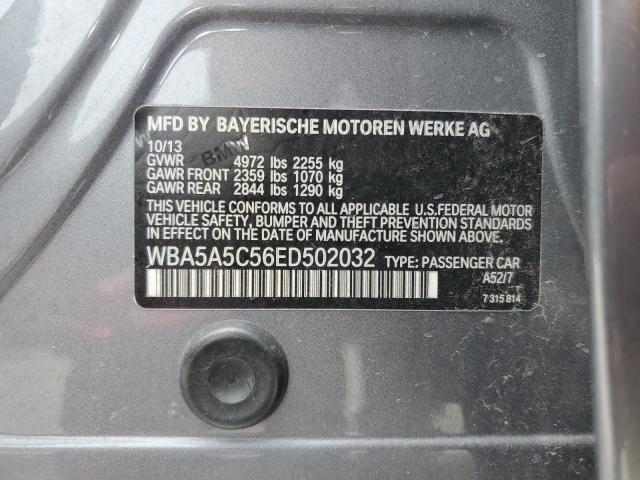 MFD BY BAYERISCHE MOTOREN WERKE AG
10/13 BMW
GVWR 4972 lbs 2255 kg
GAWR FRONT 2359 lbs 1070 kg
GAWR REAR 2844 lbs 1290 kg
THIS VEHICLE CONFORMS TO ALL APPLICABLE U.S.FEDERAL MOTOR
VEHICLE SAFETY, BUMPER AND THEFT PREVENTION STANDARDS
IN EFFECT ON THE DATE OF MANUFACTURE SHOWN ABOVE.
WBA5A5C56ED502032 TYPE: PASSENGER CAR
A52/7
7 315 814